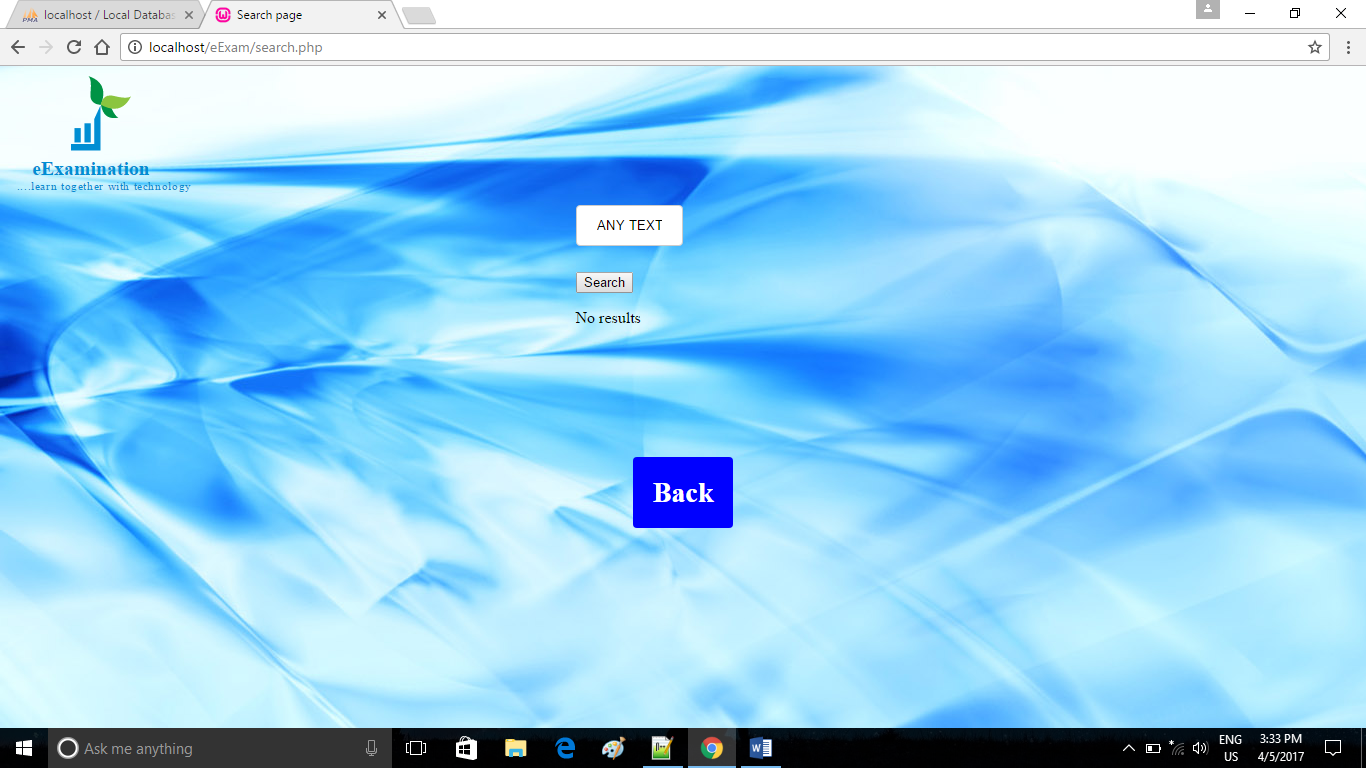 localhost / Local Databas
Search page
localhost/eExam/search.php
eExamination
....learn together with technology
ANY TEXT
Search
No results
Back
Ask me anything
ENG
US
3:33 PM
4/5/2017